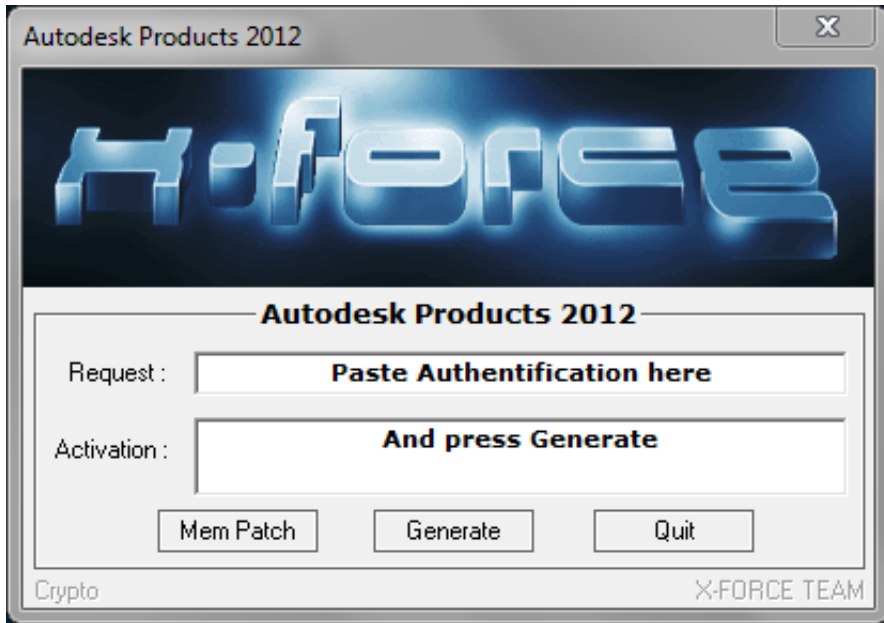 Autodesk Products 2012
X-Force
Autodesk Products 2012
Request :
Paste Authentification here
Activation :
And press Generate
Mem Patch
Generate
Quit
Crypto
X-FORCE TEAM